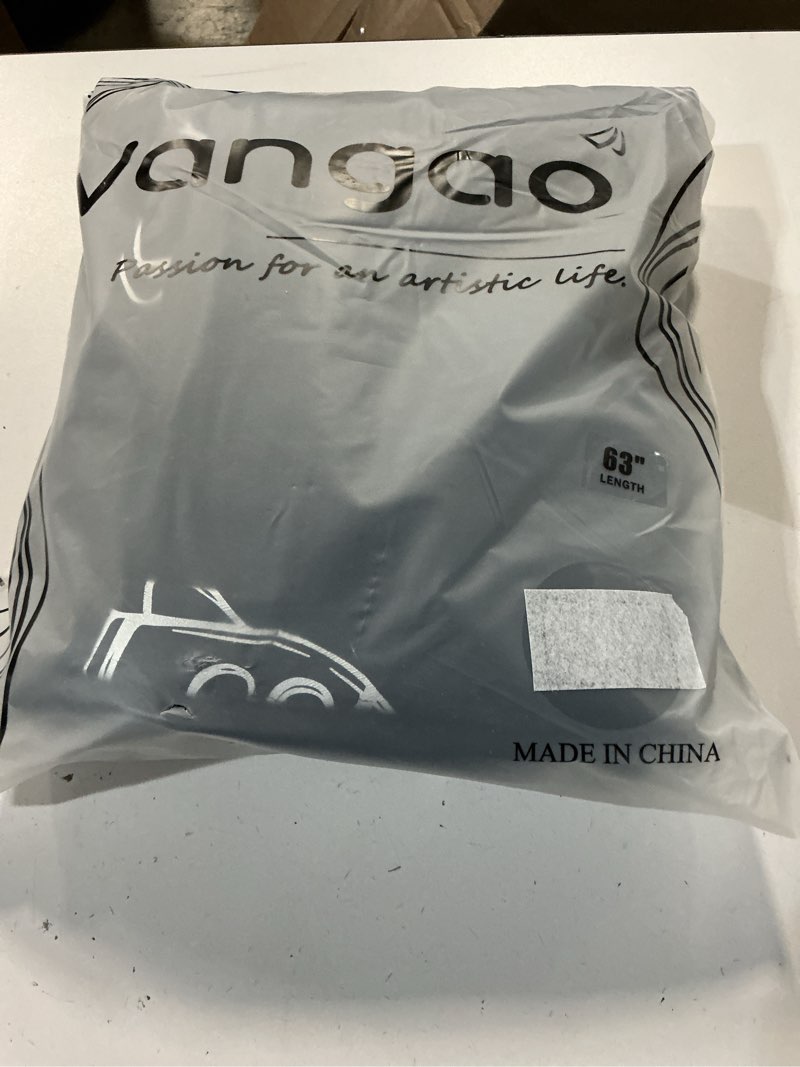 vangao
Passion for an artistic life.
63"
LENGTH
MADE IN CHINA